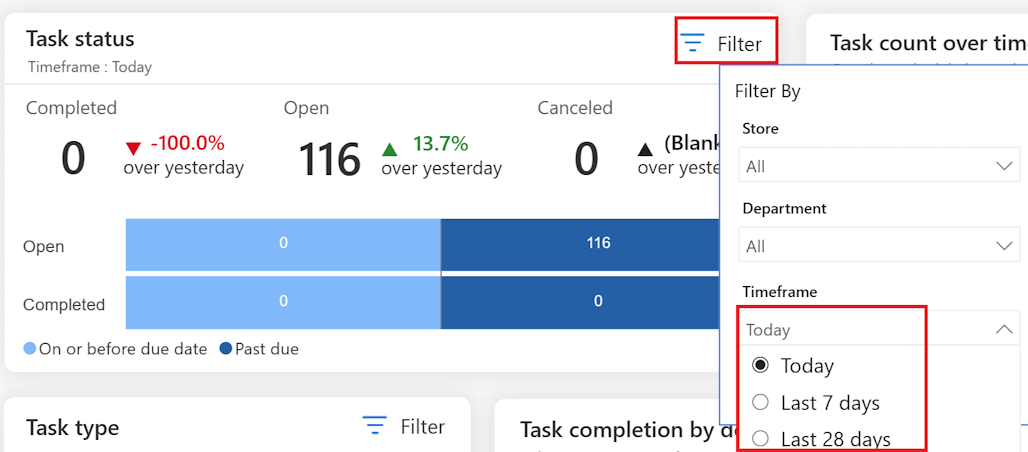 Task status
Timeframe : Today
Filter
Completed
0
-100.0%
over yesterday
Open
116
13.7%
over yesterday
Canceled
0
(Blank
over yeste
Open
0
116
Completed
0
0
On or before due date
Past due
Task count over tim
Filter By
Store
All
Department
All
Timeframe
Today
Today
Last 7 days
Last 28 days
Task type
Filter
Task completion by